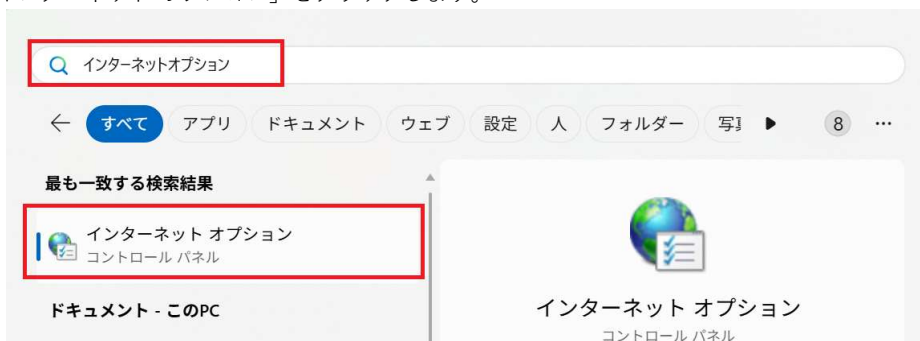 インターネットオプション
すべて アプリ ドキュメント ウェブ 設定 人 フォルダー 8 ...
最も一致する検索結果
インターネット オプション
コントロール パネル
ドキュメント - このPC
インターネット オプション
コントロール パネル